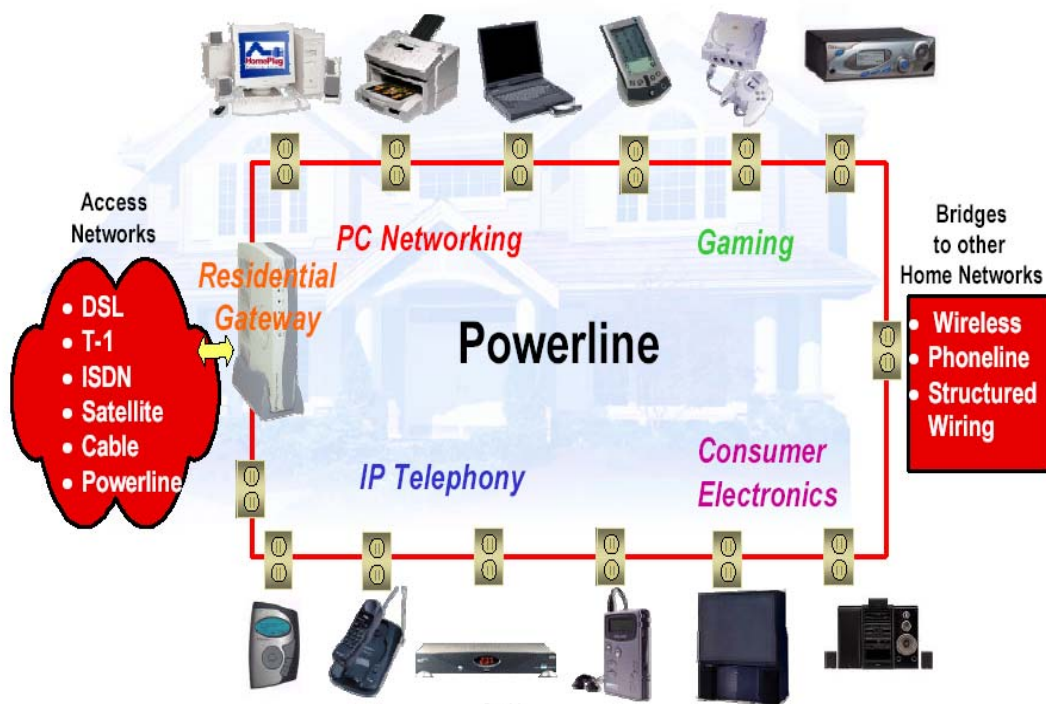 HomePlug
Access
Networks
Bridges
to other
Home Networks
PC Networking
Gaming
Residential
Gateway
Powerline
• DSL
• T-1
• ISDN
• Satellite
• Cable
• Powerline
• Wireless
• Phoneline
• Structured
Wiring
IP Telephony
Consumer
Electronics